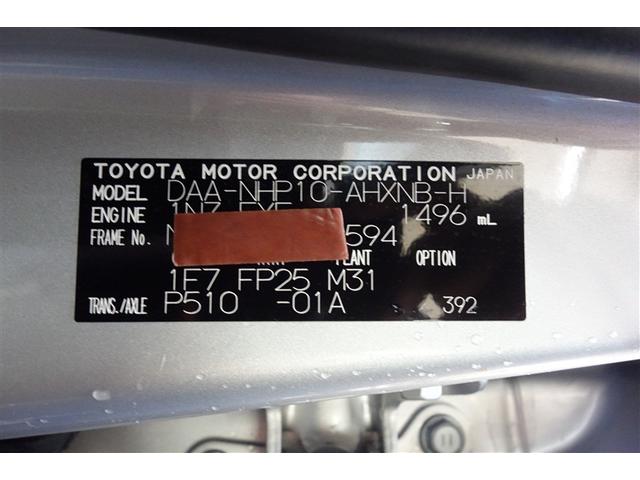 TOYOTA MOTOR CORPORATION JAPAN
MODEL DAA-NHP10-AHXNB-H
ENGINE 1496 mL
FRAME No. 594
PLANT OPTION
1E7 FP25 M31
TRANS./AXLE P510 -01A 392